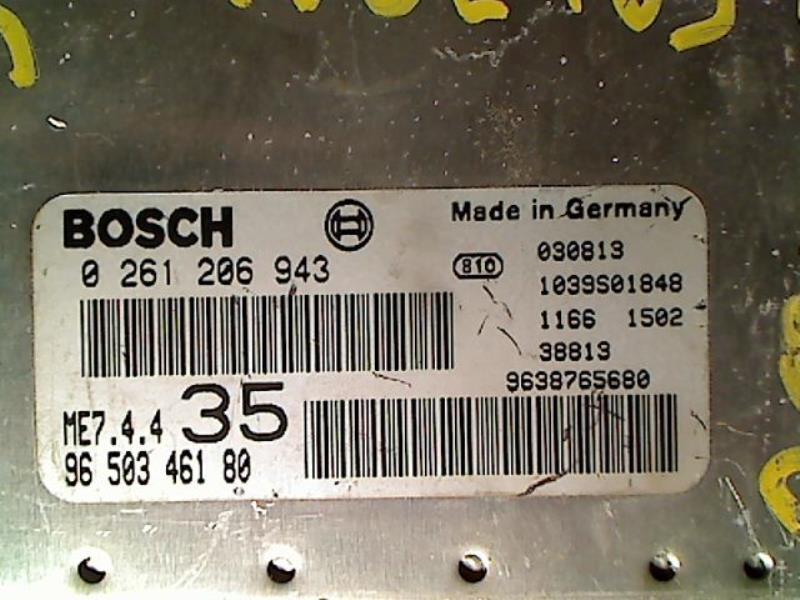 BOSCH
Made in Germany
0 261 206 943
810
030813
1039S01848
1166 1502
38813
9638765680
ME7.4.4 35
96 503 461 80